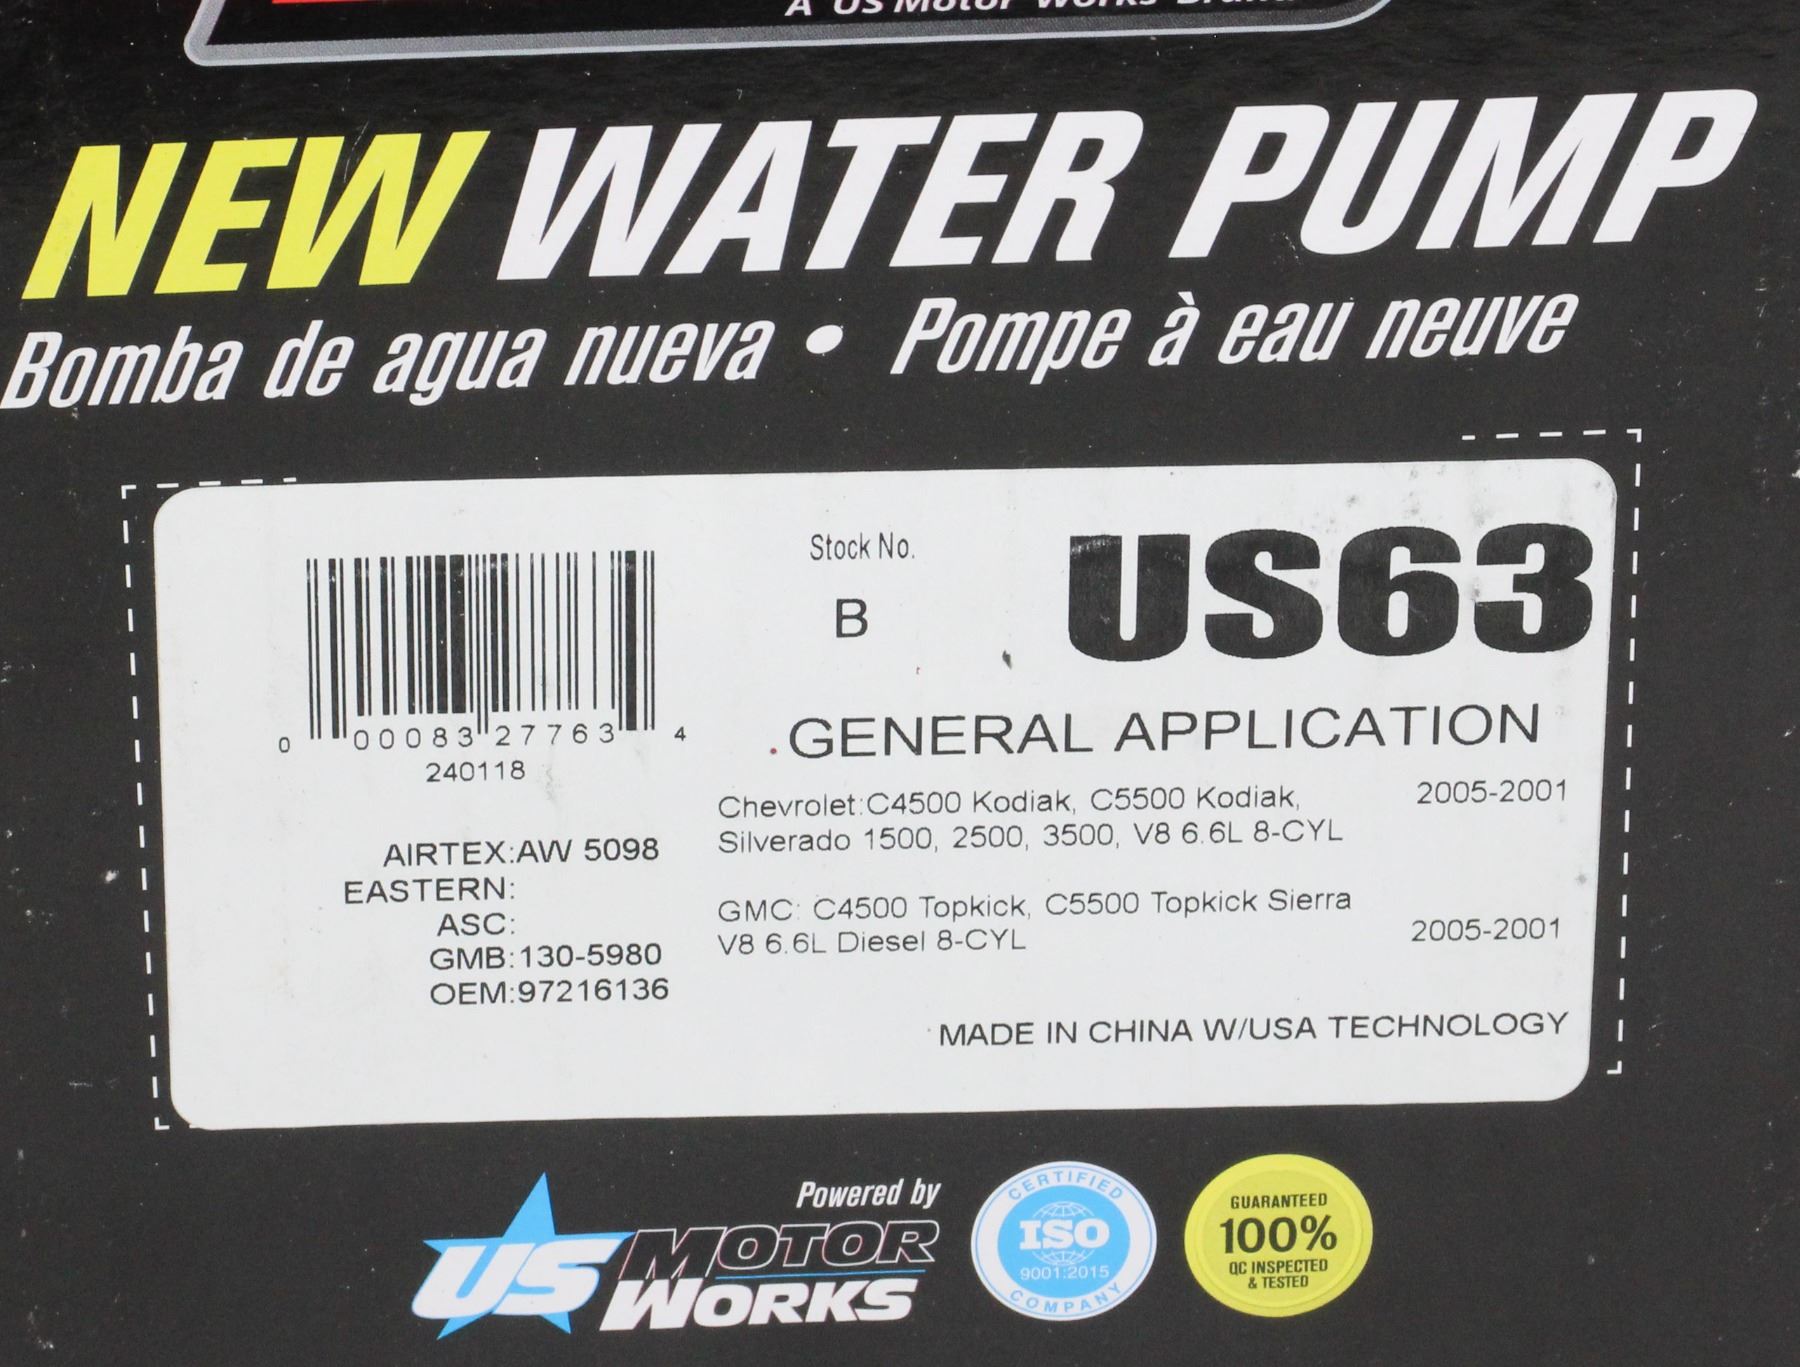 A US Motor Works Brand
NEW WATER PUMP
Bomba de agua nueva • Pompe à eau neuve
Stock No.
US63
B
0 00083 27763 4
240118
.GENERAL APPLICATION
Chevrolet:C4500 Kodiak, C5500 Kodiak, 2005-2001
Silverado 1500, 2500, 3500, V8 6.6L 8-CYL
GMC: C4500 Topkick, C5500 Topkick Sierra
V8 6.6L Diesel 8-CYL 2005-2001
AIRTEX:AW 5098
EASTERN:
ASC:
GMB:130-5980
OEM:97216136
MADE IN CHINA W/USA TECHNOLOGY
Powered by
US MOTOR
WORKS
CERTIFIED
ISO
9001:2015
COMPANY
GUARANTEED
100%
QC INSPECTED
& TESTED